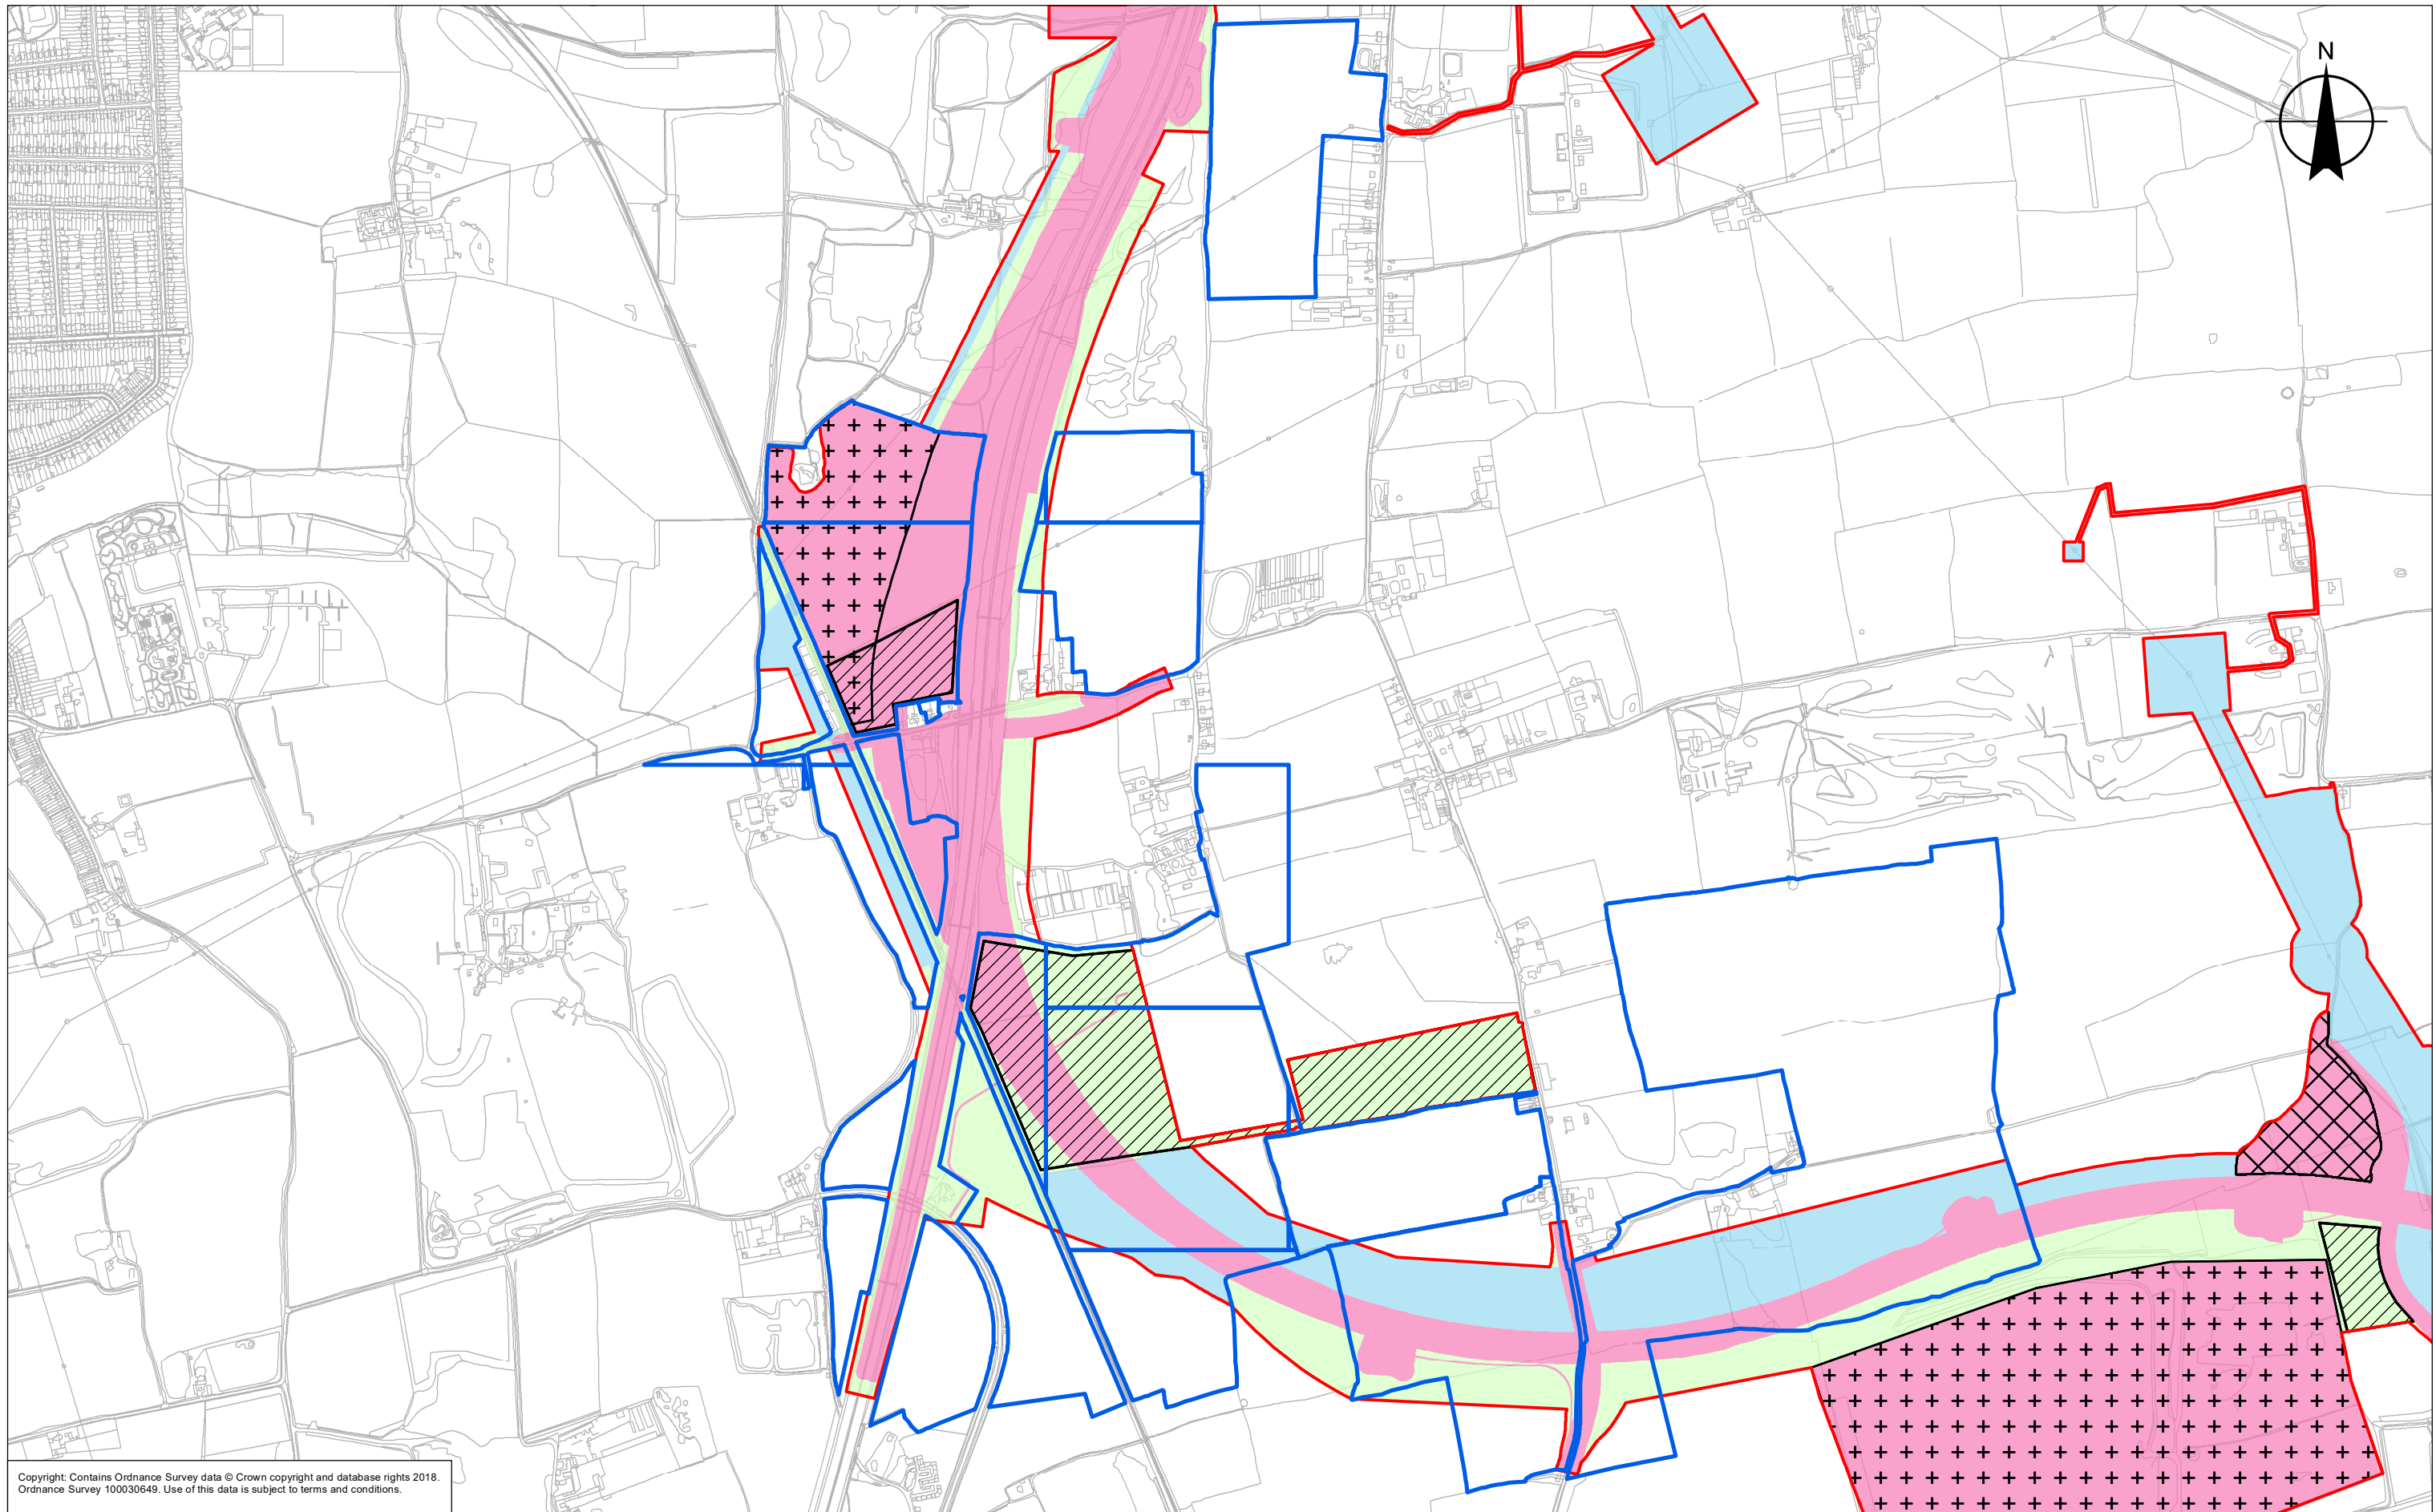 N
Copyright: Contains Ordnance Survey data © Crown copyright and database rights 2018.
Ordnance Survey 100030649. Use of this data is subject to terms and conditions.